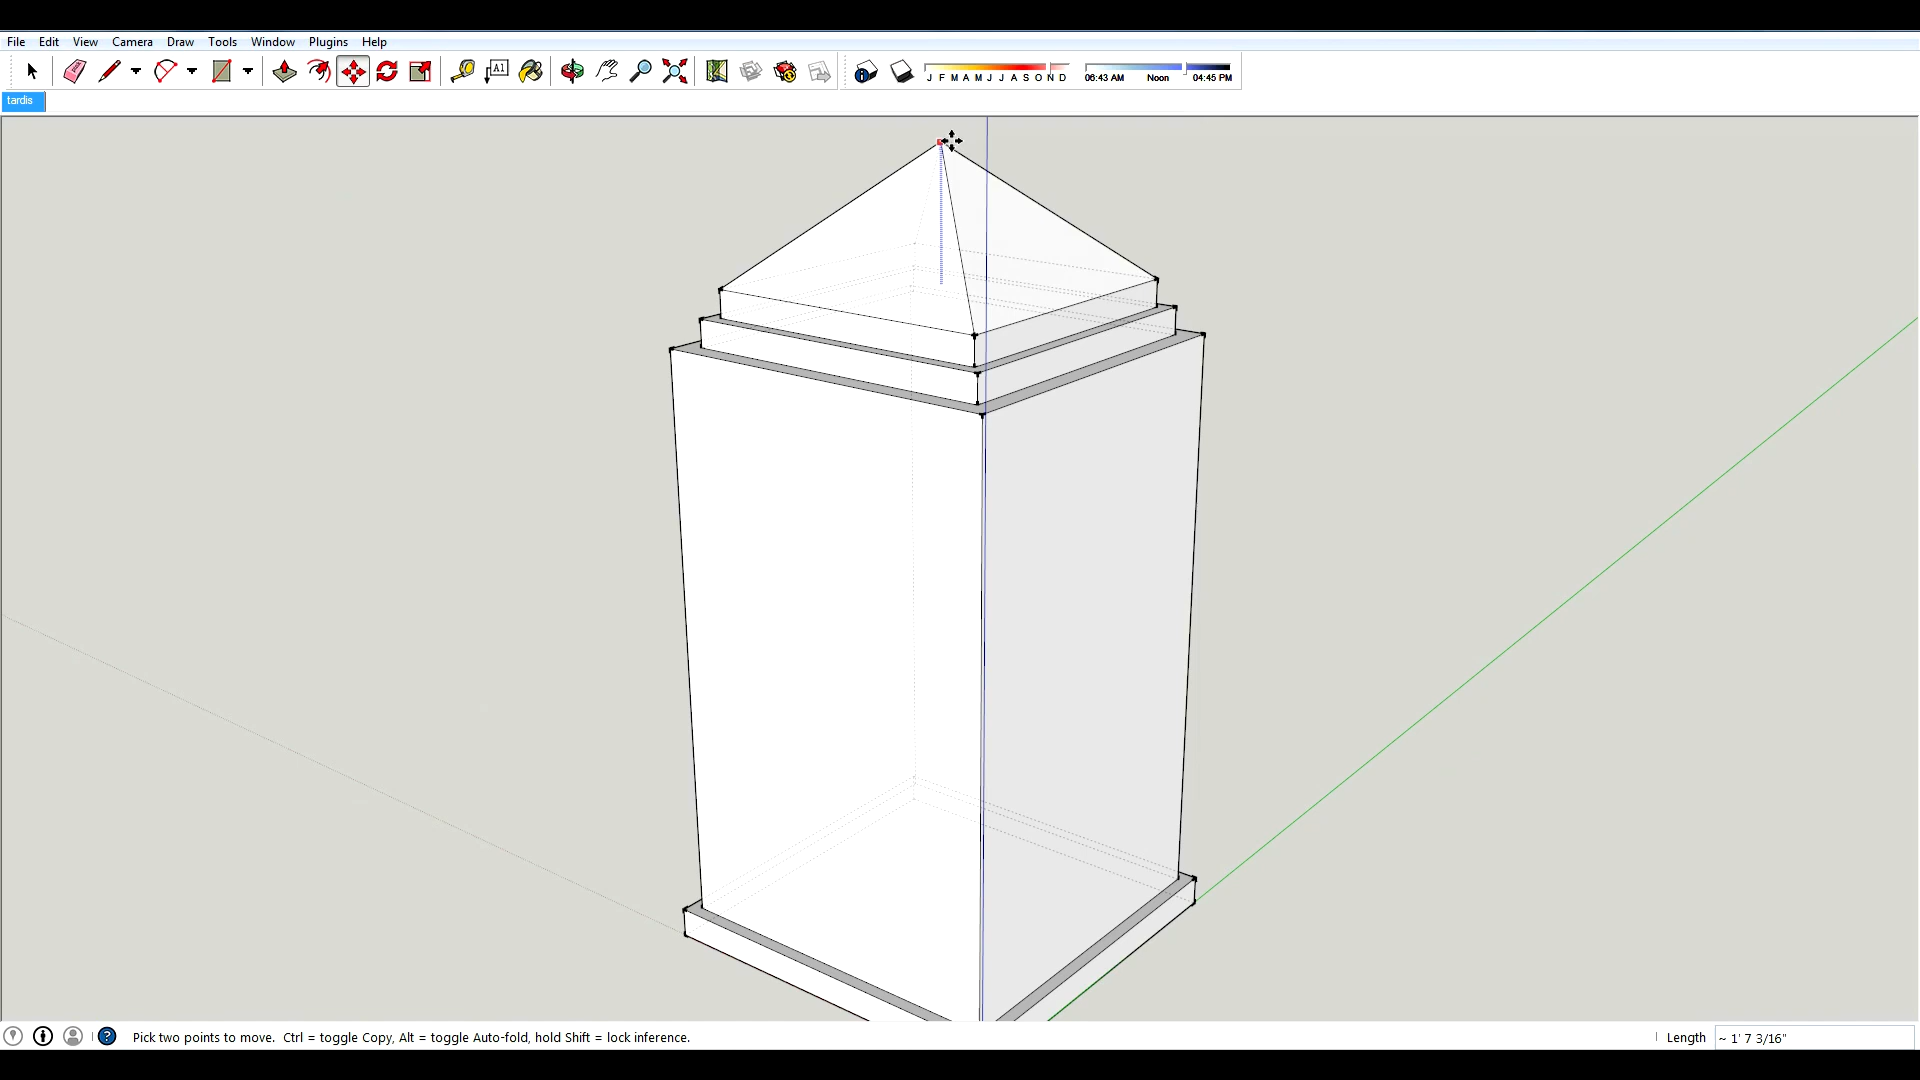 File Edit View Camera Draw Tools Window Plugins Help
A1
J F M A M J J A S O N D
06:43 AM Noon 04:45 PM
tardis
Pick two points to move. Ctrl = toggle Copy, Alt = toggle Auto-fold, hold Shift = lock inference.
Length ~ 1' 7 3/16"